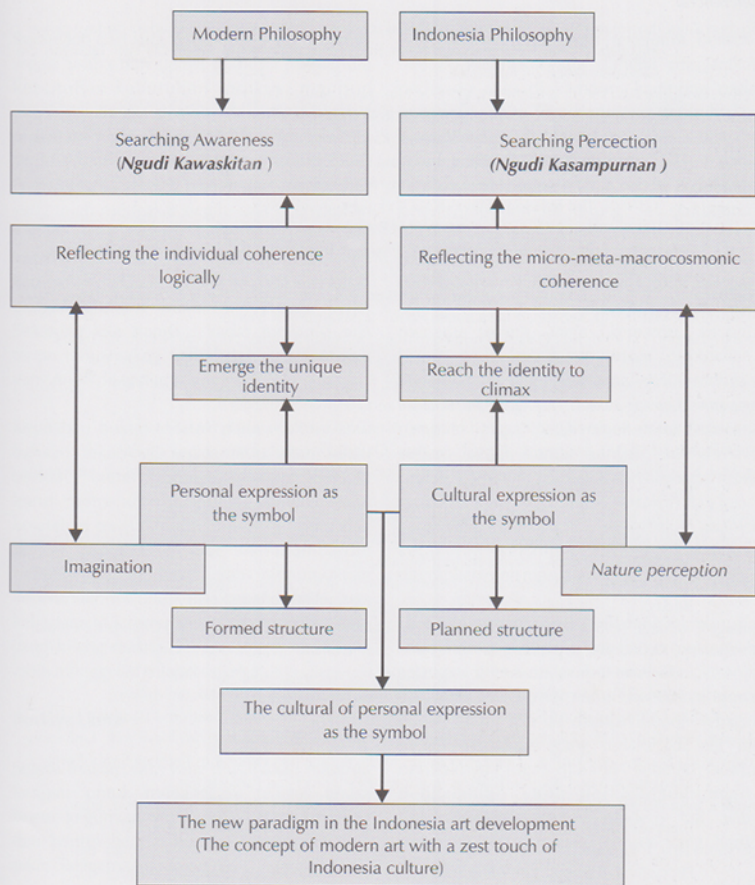 Modern Philosophy
Indonesia Philosophy
Searching Awareness
(Ngudi Kawaskitan )
Searching Percection
(Ngudi Kasampurnan )
Reflecting the individual coherence
logically
Reflecting the micro-meta-macrocosmonic
coherence
Emerge the unique
identity
Reach the identity to
climax
Personal expression as
the symbol
Cultural expression as
the symbol
Imagination
Nature perception
Formed structure
Planned structure
The cultural of personal expression
as the symbol
The new paradigm in the Indonesia art development
(The concept of modern art with a zest touch of
Indonesia culture)